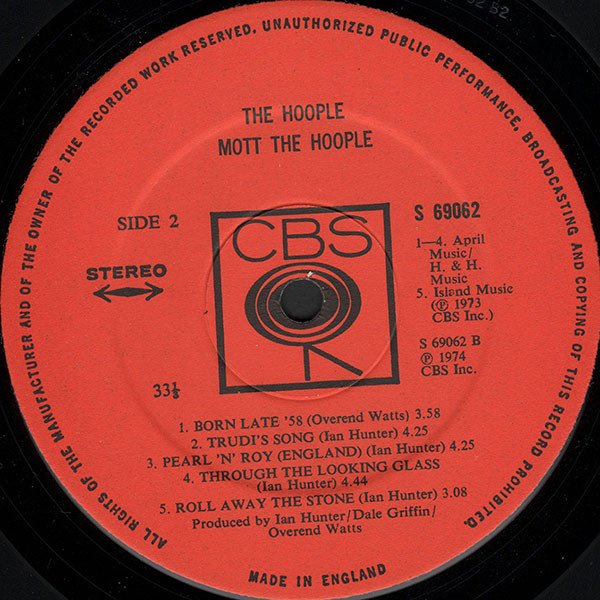 ALL RIGHTS OF THE MANUFACTURER AND OF THE OWNER OF THE RECORDED WORK RESERVED. UNAUTHORIZED PUBLIC PERFORMANCE, BROADCASTING AND COPYING OF THIS RECORD PROHIBITED.
THE HOOPLE
MOTT THE HOOPLE
SIDE 2
STEREO
33⅓
CBS
S 69062
1—4. April
Music/
H. & H.
Music
5. Island Music
(℗ 1973
CBS Inc.)
S 69062 B
℗ 1974
CBS Inc.
1. BORN LATE '58 (Overend Watts) 3.58
2. TRUDI'S SONG (Ian Hunter) 4.25
3. PEARL 'N' ROY (ENGLAND) (Ian Hunter) 4.25
4. THROUGH THE LOOKING GLASS
(Ian Hunter) 4.44
5. ROLL AWAY THE STONE (Ian Hunter) 3.08
Produced by Ian Hunter/Dale Griffin/
Overend Watts
MADE IN ENGLAND